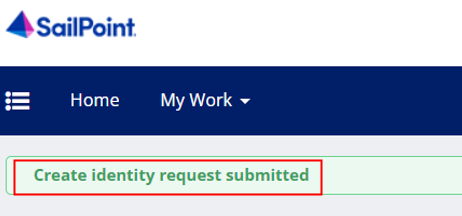 SailPoint.
Home My Work
Create identity request submitted